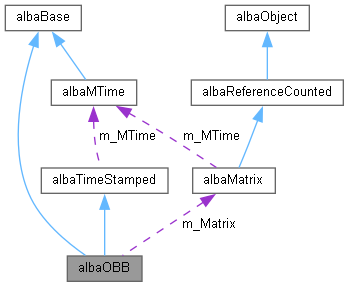 albaBase
albaObject
albaMTime
albaReferenceCounted
m_MTime
m_MTime
albaTimeStamped
albaMatrix
m_Matrix
albaOBB